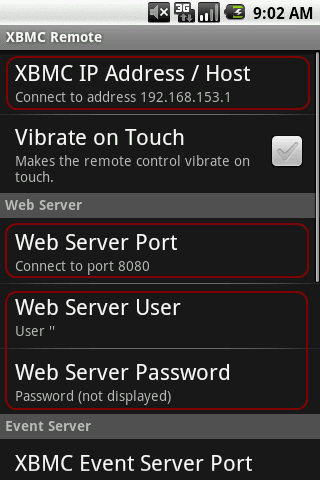 3G
9:02 AM
XBMC Remote
XBMC IP Address / Host
Connect to address 192.168.153.1
Vibrate on Touch
Makes the remote control vibrate on
touch.
Web Server
Web Server Port
Connect to port 8080
Web Server User
User ''
Web Server Password
Password (not displayed)
Event Server
XBMC Event Server Port